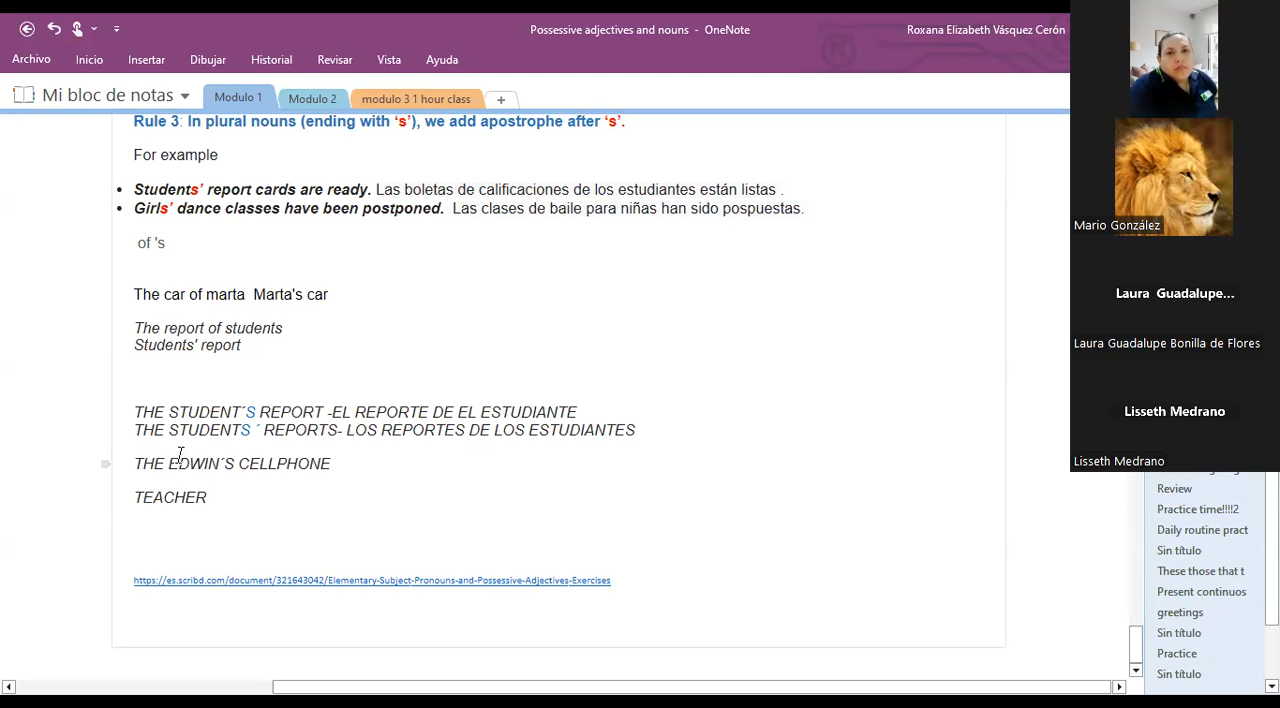 Possessive adjectives and nouns - OneNote
Roxana Elizabeth Vásquez Cerón
Archivo Inicio Insertar Dibujar Historial Revisar Vista Ayuda
Mi bloc de notas Modulo 1 Modulo 2 modulo 3 1 hour class +
Rule 3: In plural nouns (ending with ‘s’), we add apostrophe after ‘s’.
For example
• Students’ report cards are ready. Las boletas de calificaciones de los estudiantes están listas .
• Girls’ dance classes have been postponed. Las clases de baile para niñas han sido pospuestas.
of 's
The car of marta Marta's car
The report of students
Students' report
THE STUDENT´S REPORT -EL REPORTE DE EL ESTUDIANTE
THE STUDENTS ´ REPORTS- LOS REPORTES DE LOS ESTUDIANTES
THE EDWIN´S CELLPHONE
TEACHER
https://es.scribd.com/document/321643042/Elementary-Subject-Pronouns-and-Possessive-Adjectives-Exercises
Mario González
Laura Guadalupe...
Laura Guadalupe Bonilla de Flores
Lisseth Medrano
Lisseth Medrano
Review
Practice time!!!!2
Daily routine pract
Sin título
These those that t
Present continuos
greetings
Sin título
Practice
Sin título